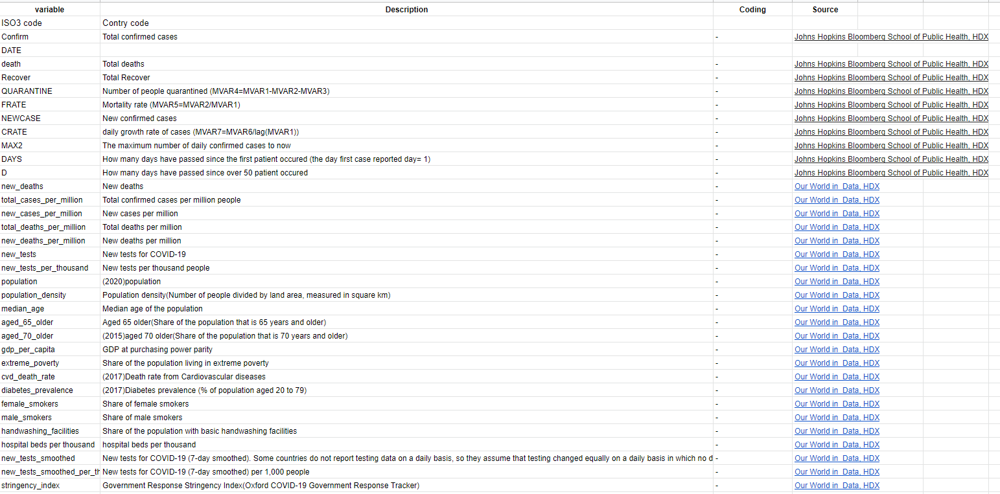 variable Description Coding Source
ISO3 code Contry code
Confirm Total confirmed cases - Johns Hopkins Bloomberg School of Public Health, HDX
DATE
death Total deaths - Johns Hopkins Bloomberg School of Public Health, HDX
Recover Total Recover - Johns Hopkins Bloomberg School of Public Health, HDX
QUARANTINE Number of people quarantined (MVAR4=MVAR1-MVAR2-MVAR3) - Johns Hopkins Bloomberg School of Public Health, HDX
FRATE Mortality rate (MVAR5=MVAR2/MVAR1) - Johns Hopkins Bloomberg School of Public Health, HDX
NEWCASE New confirmed cases - Johns Hopkins Bloomberg School of Public Health, HDX
CRATE daily growth rate of cases (MVAR7=MVAR6/lag(MVAR1)) - Johns Hopkins Bloomberg School of Public Health, HDX
MAX2 The maximum number of daily confirmed cases to now - Johns Hopkins Bloomberg School of Public Health, HDX
DAYS How many days have passed since the first patient occured (the day first case reported day= 1) - Johns Hopkins Bloomberg School of Public Health, HDX
D How many days have passed since over 50 patient occured - Johns Hopkins Bloomberg School of Public Health, HDX
new_deaths New deaths - Our World in Data, HDX
total_cases_per_million Total confirmed cases per million people - Our World in Data, HDX
new_cases_per_million New cases per million - Our World in Data, HDX
total_deaths_per_million Total deaths per million - Our World in Data, HDX
new_deaths_per_million New deaths per million - Our World in Data, HDX
new_tests New tests for COVID-19 - Our World in Data, HDX
new_tests_per_thousand New tests per thousand people - Our World in Data, HDX
population (2020)population - Our World in Data, HDX
population_density Population density(Number of people divided by land area, measured in square km) - Our World in Data, HDX
median_age Median age of the population - Our World in Data, HDX
aged_65_older Aged 65 older(Share of the population that is 65 years and older) - Our World in Data, HDX
aged_70_older (2015)aged 70 older(Share of the population that is 70 years and older) - Our World in Data, HDX
gdp_per_capita GDP at purchasing power parity - Our World in Data, HDX
extreme_poverty Share of the population living in extreme poverty - Our World in Data, HDX
cvd_death_rate (2017)Death rate from Cardiovascular diseases - Our World in Data, HDX
diabetes_prevalence (2017)Diabetes prevalence (% of population aged 20 to 79) - Our World in Data, HDX
female_smokers Share of female smokers - Our World in Data, HDX
male_smokers Share of male smokers - Our World in Data, HDX
handwashing_facilities Share of the population with basic handwashing facilities - Our World in Data, HDX
hospital beds per thousand hospital beds per thousand - Our World in Data, HDX
new_tests_smoothed New tests for COVID-19 (7-day smoothed). Some countries do not report testing data on a daily basis, so they assume that testing changed equally on a daily basis in which no d - Our World in Data, HDX
new_tests_smoothed_per_th New tests for COVID-19 (7-day smoothed) per 1,000 people - Our World in Data, HDX
stringency_index Government Response Stringency Index(Oxford COVID-19 Government Response Tracker) - Our World in Data, HDX